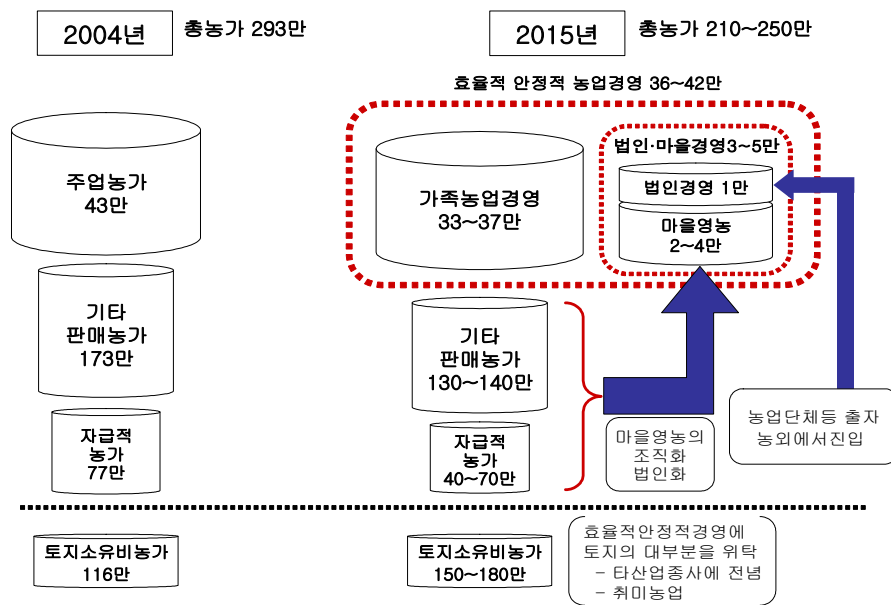 2004년
총농가 293만
주업농가
43만
기타
판매농가
173만
자급적
농가
77만
토지소유비농가
116만
2015년
총농가 210~250만
효율적 안정적 농업경영 36~42만
가족농업경영
33~37만
법인·마을경영3~5만
법인경영 1만
마을영농
2~4만
기타
판매농가
130~140만
자급적
농가
40~70만
마을영농의
조직화
법인화
농업단체등 출자
농외에서진입
토지소유비농가
150~180만
효율적안정적경영에
토지의 대부분을 위탁
- 타산업종사에 전념
- 취미농업